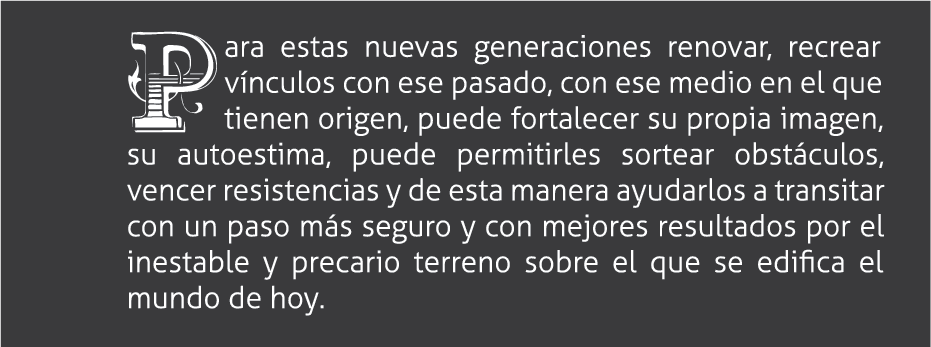 Para estas nuevas generaciones renovar, recrear
vínculos con ese pasado, con ese medio en el que
tienen origen, puede fortalecer su propia imagen,
su autoestima, puede permitirles sortear obstáculos,
vencer resistencias y de esta manera ayudarlos a transitar
con un paso más seguro y con mejores resultados por el
inestable y precario terreno sobre el que se edifica el
mundo de hoy.